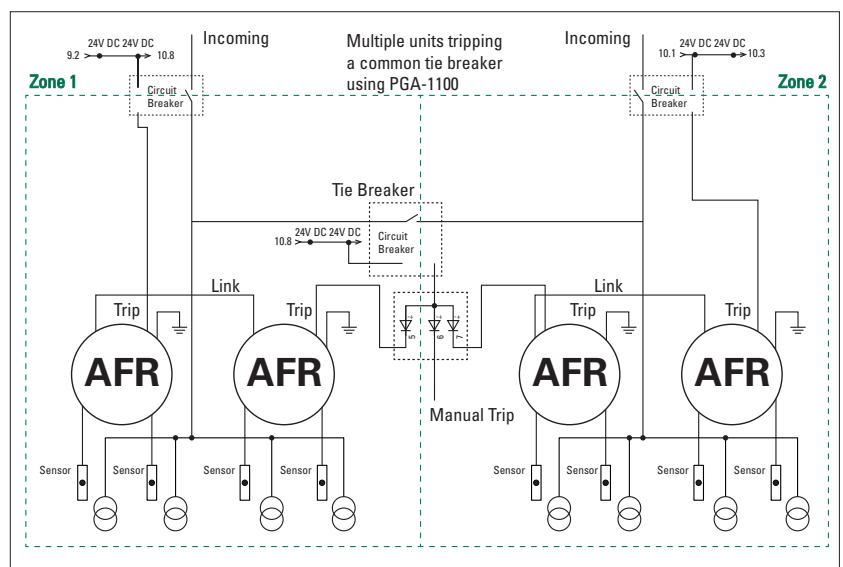 24V DC 24V DC
9.2
10.8
Incoming
Multiple units tripping
a common tie breaker
using PGA-1100
Incoming
24V DC 24V DC
10.1
10.3
Zone 1
Circuit
Breaker
Circuit
Breaker
Zone 2
Tie Breaker
24V DC 24V DC
10.8
Circuit
Breaker
Link
Trip
Trip
5
6
7
Link
Trip
Trip
AFR
AFR
AFR
AFR
Manual Trip
Sensor
Sensor
Sensor
Sensor
Sensor
Sensor
Sensor
Sensor